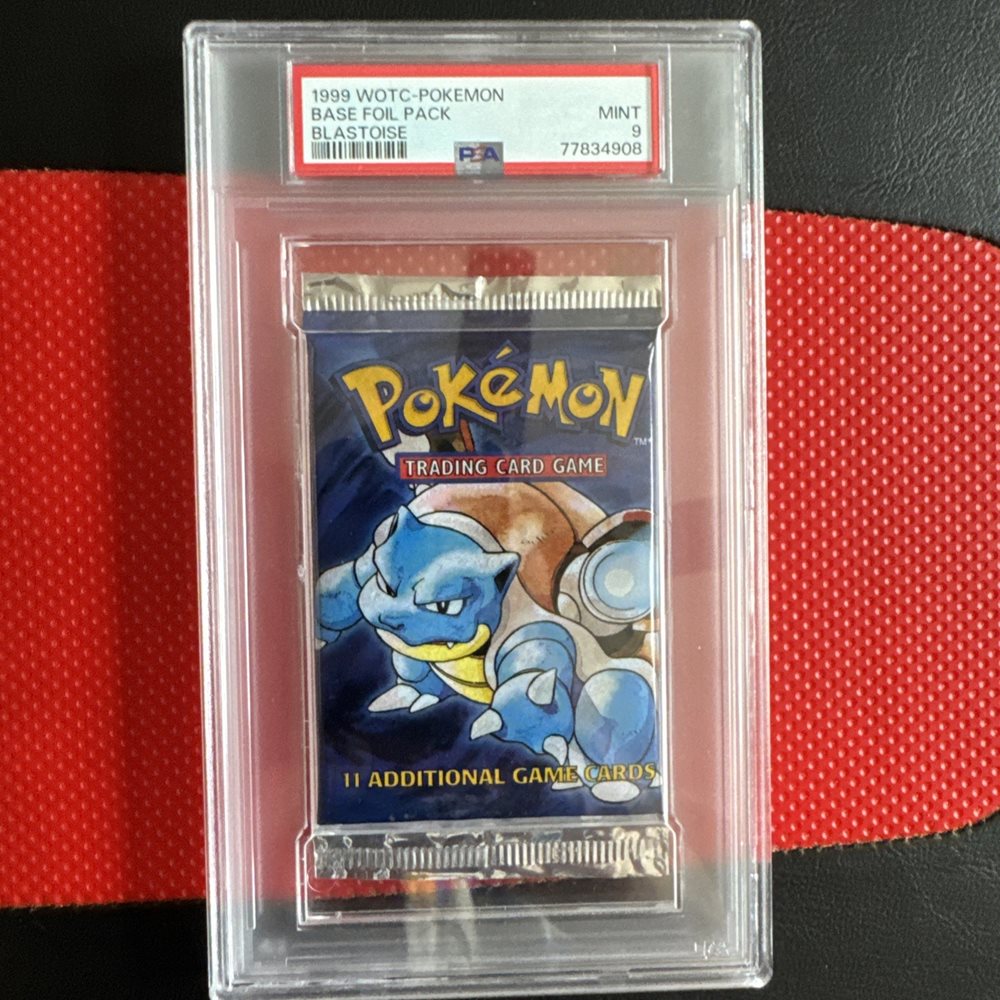 1999 WOTC-POKEMON
BASE FOIL PACK
MINT
BLASTOISE
9
PSA
77834908
POKéMON
TM
TRADING CARD GAME
11 ADDITIONAL GAME CARDS